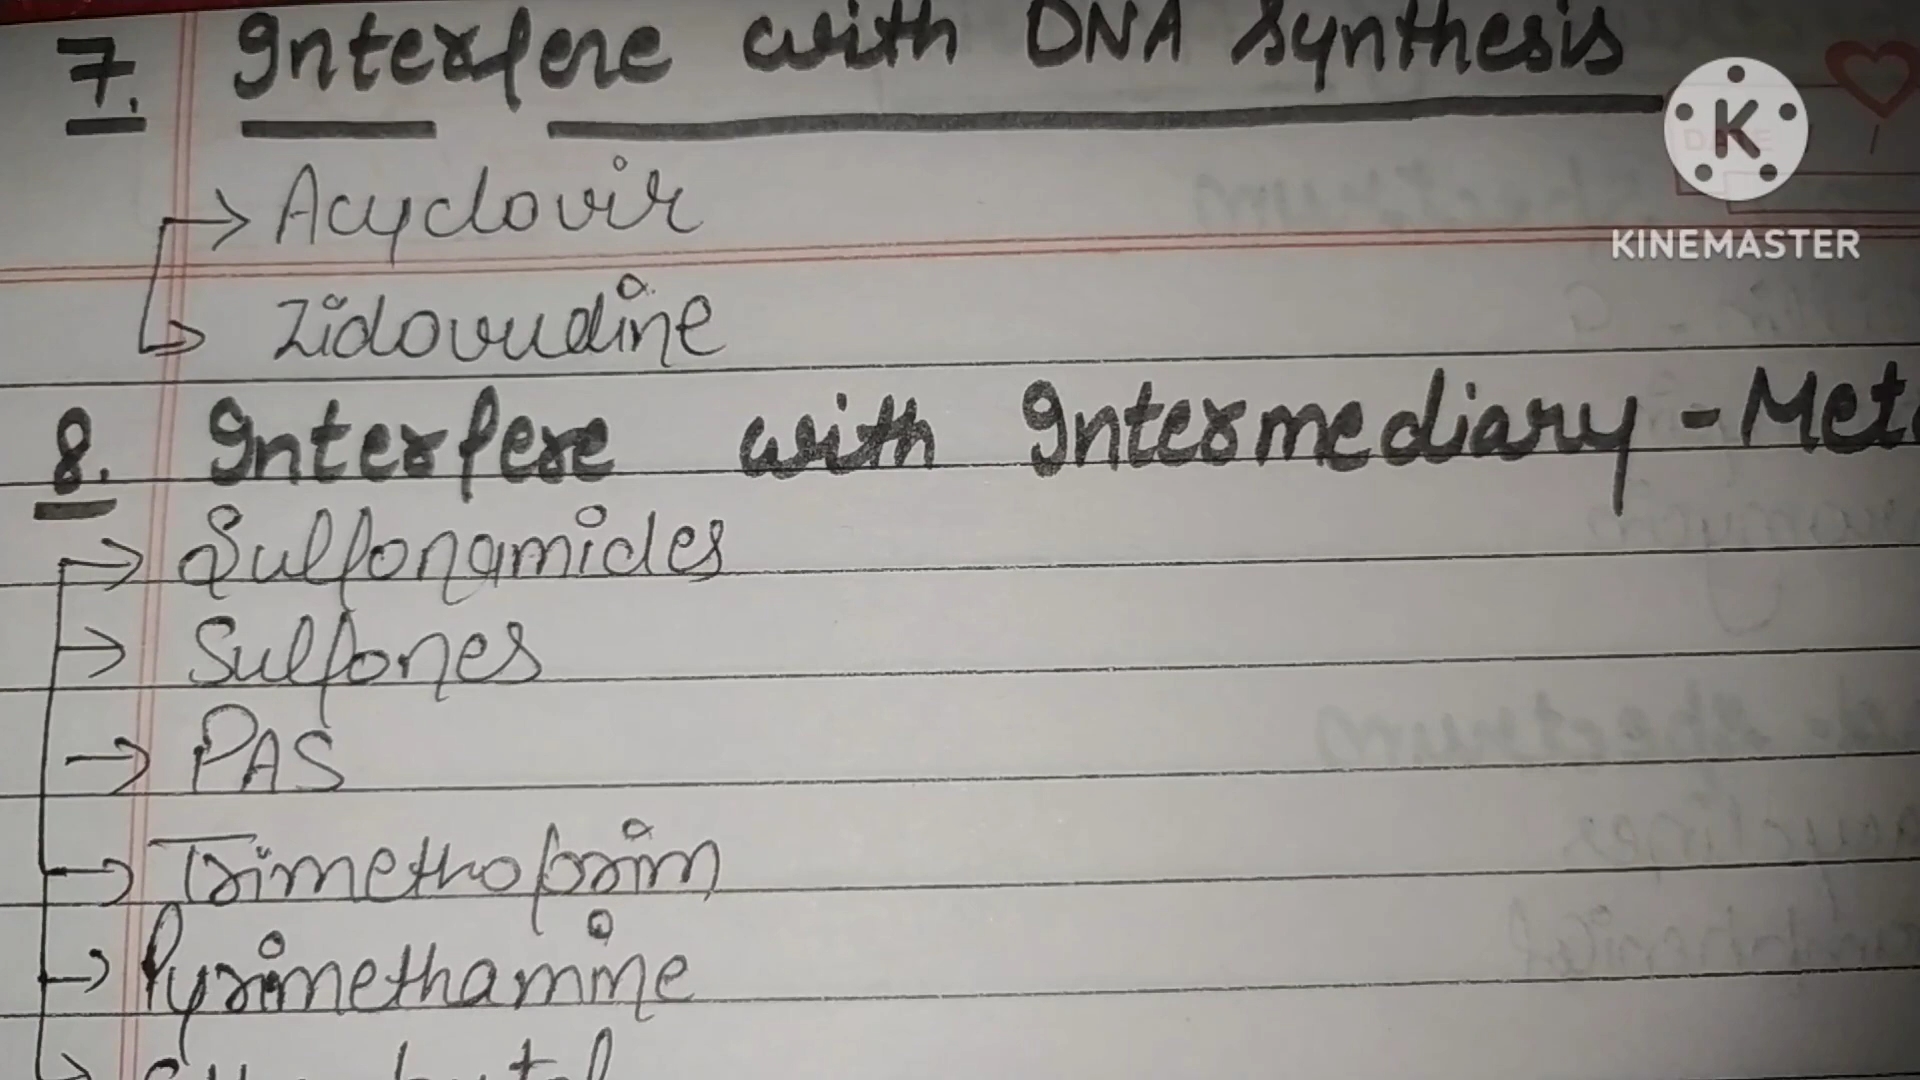 7. Interfere with DNA synthesis
→ Acyclovir
→ Zidovudine
8. Interfere with Intermediary - Met
→ Sulfonamides
→ Sulfones
→ PAS
→ Trimethoprim
→ Pyrimethamine
K
KINEMASTER